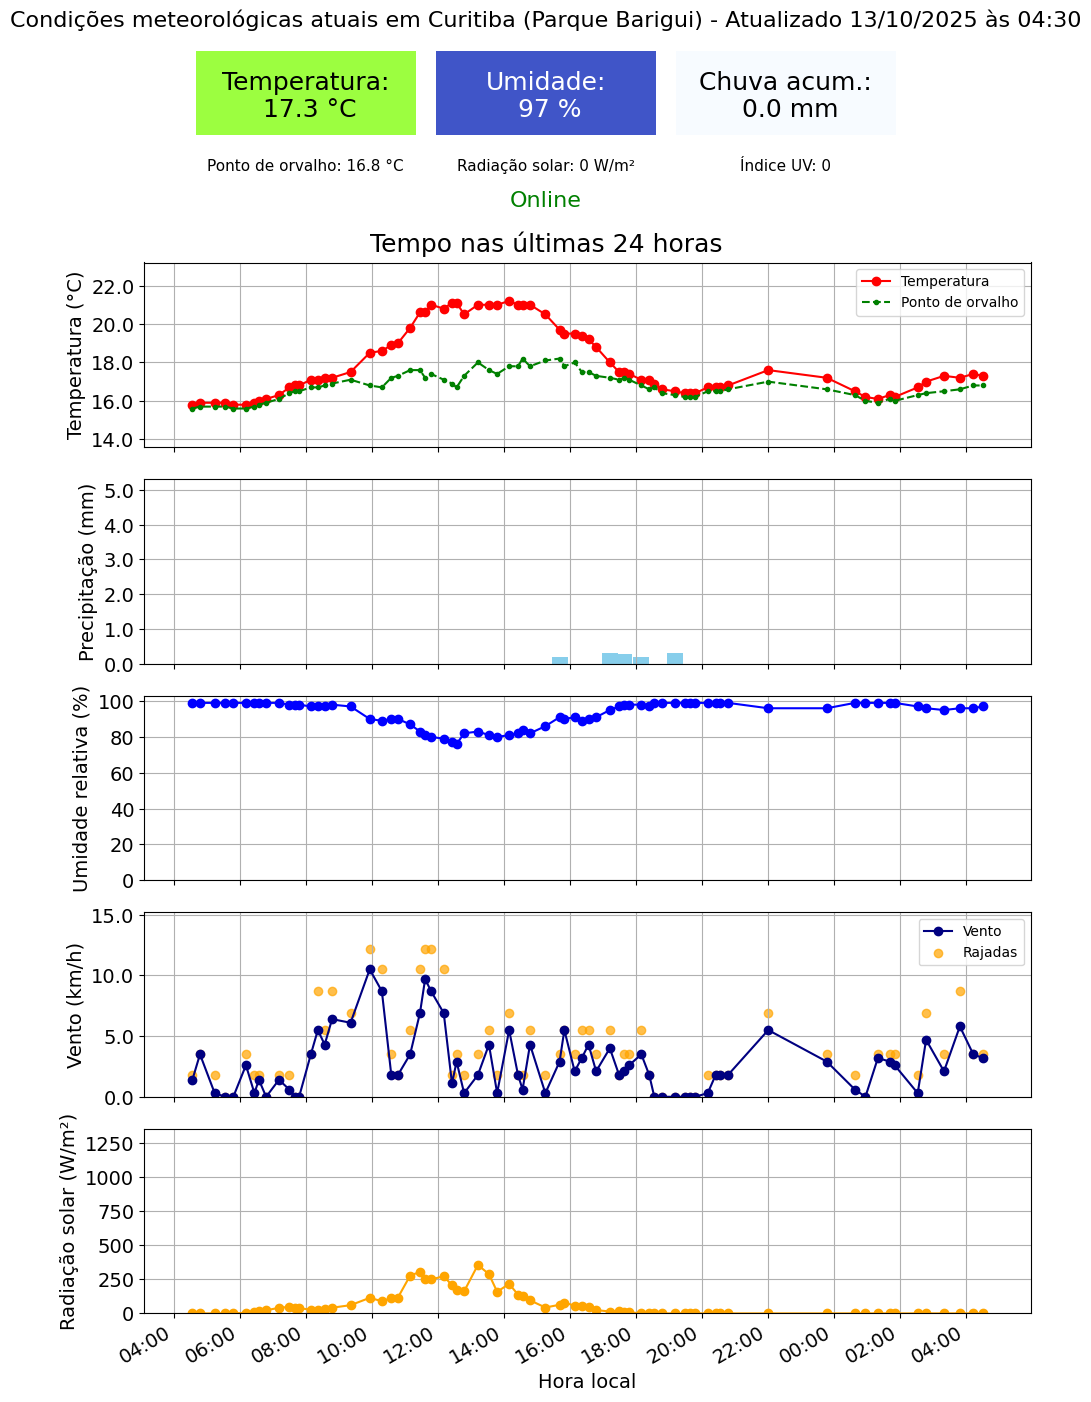 Condições meteorológicas atuais em Curitiba (Parque Barigui) - Atualizado 13/10/2025 às 04:30
Temperatura:
17.3 °C
Umidade:
97 %
Chuva acum.:
0.0 mm
Ponto de orvalho: 16.8 °C
Radiação solar: 0 W/m²
Índice UV: 0
Online
Tempo nas últimas 24 horas
Temperatura (°C)
22.0
20.0
18.0
16.0
14.0
Temperatura
Ponto de orvalho
Precipitação (mm)
5.0
4.0
3.0
2.0
1.0
0.0
Umidade relativa (%)
100
80
60
40
20
0
Vento (km/h)
15.0
10.0
5.0
0.0
Vento
Rajadas
Radiação solar (W/m²)
1250
1000
750
500
250
0
04:00
06:00
08:00
10:00
12:00
14:00
16:00
18:00
20:00
22:00
00:00
02:00
04:00
Hora local